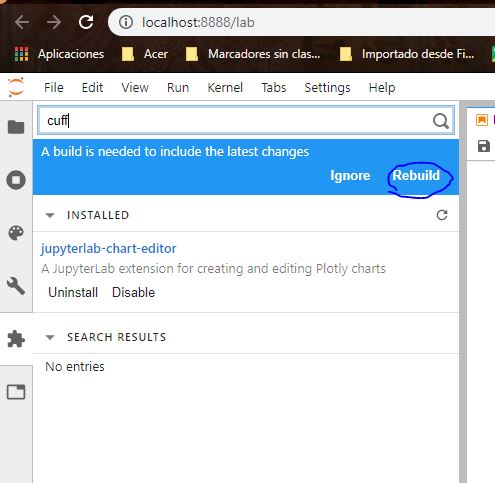 localhost:8888/lab
Aplicaciones Acer Marcadores sin clas... Importado desde Fi...
File Edit View Run Kernel Tabs Settings Help
cuff
A build is needed to include the latest changes
Ignore Rebuild
INSTALLED
jupyterlab-chart-editor
A JupyterLab extension for creating and editing Plotly charts
Uninstall Disable
SEARCH RESULTS
No entries